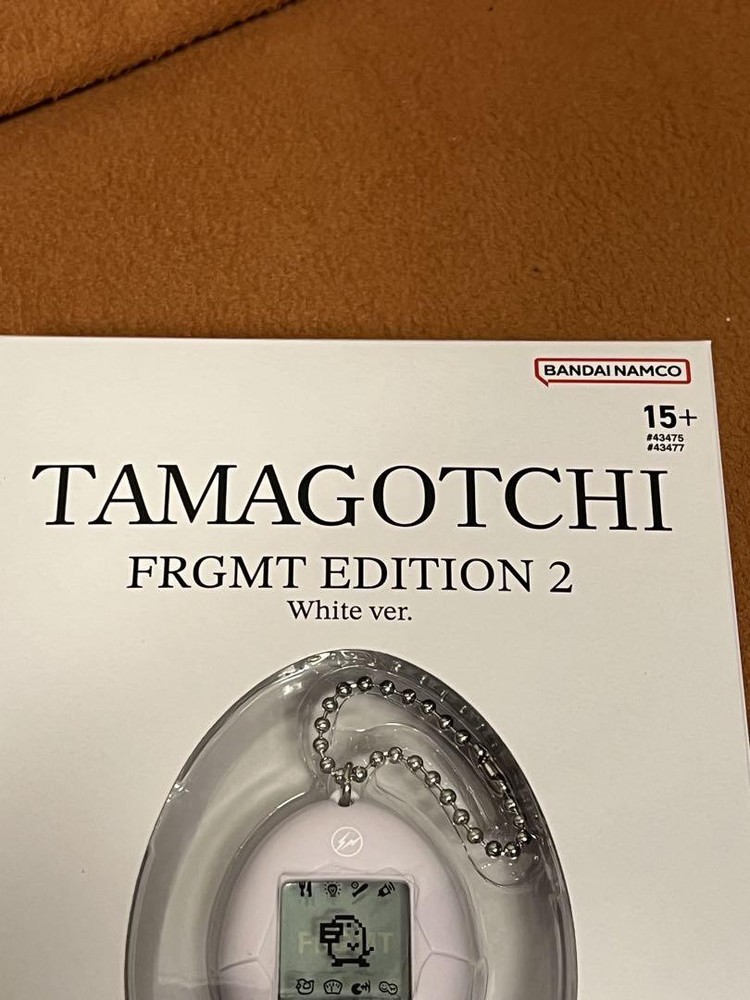 BANDAI NAMCO
15+
#43475
#43477
TAMAGOTCHI
FRGMT EDITION 2
White ver.